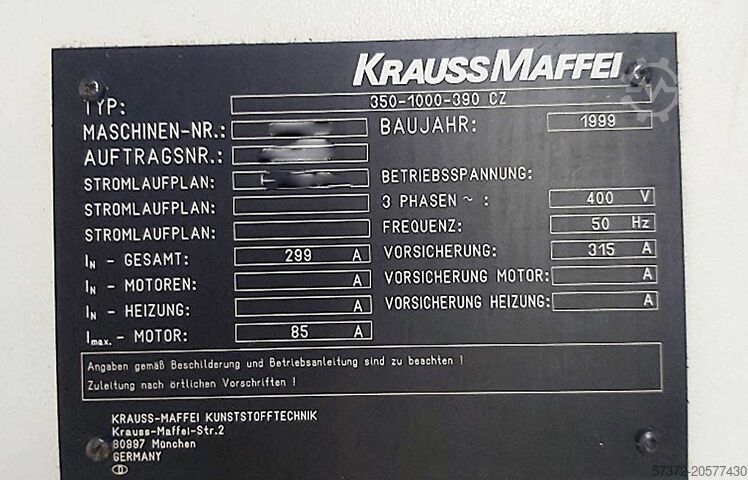 KRAUSSMAFFEI
TYP: 350-1000-390 CZ
MASCHINEN-NR.: BAUJAHR: 1999
AUFTRAGSNR.:
STROMLAUFPLAN: BETRIEBSSPANNUNG:
STROMLAUFPLAN: 3 PHASEN ~ : 400 V
STROMLAUFPLAN: FREQUENZ: 50 Hz
IN - GESAMT: 299 A VORSICHERUNG: 315 A
IN - MOTOREN: A VORSICHERUNG MOTOR: A
IN - HEIZUNG: A VORSICHERUNG HEIZUNG: A
Imax. - MOTOR: 85 A
Angaben gemäß Beschilderung und Betriebsanleitung sind zu beachten !
Zuleitung nach örtlichen Vorschriften !
KRAUSS-MAFFEI KUNSTSTOFFTECHNIK
Krauss-Maffei-Str.2
80997 München
GERMANY
57372-20577430